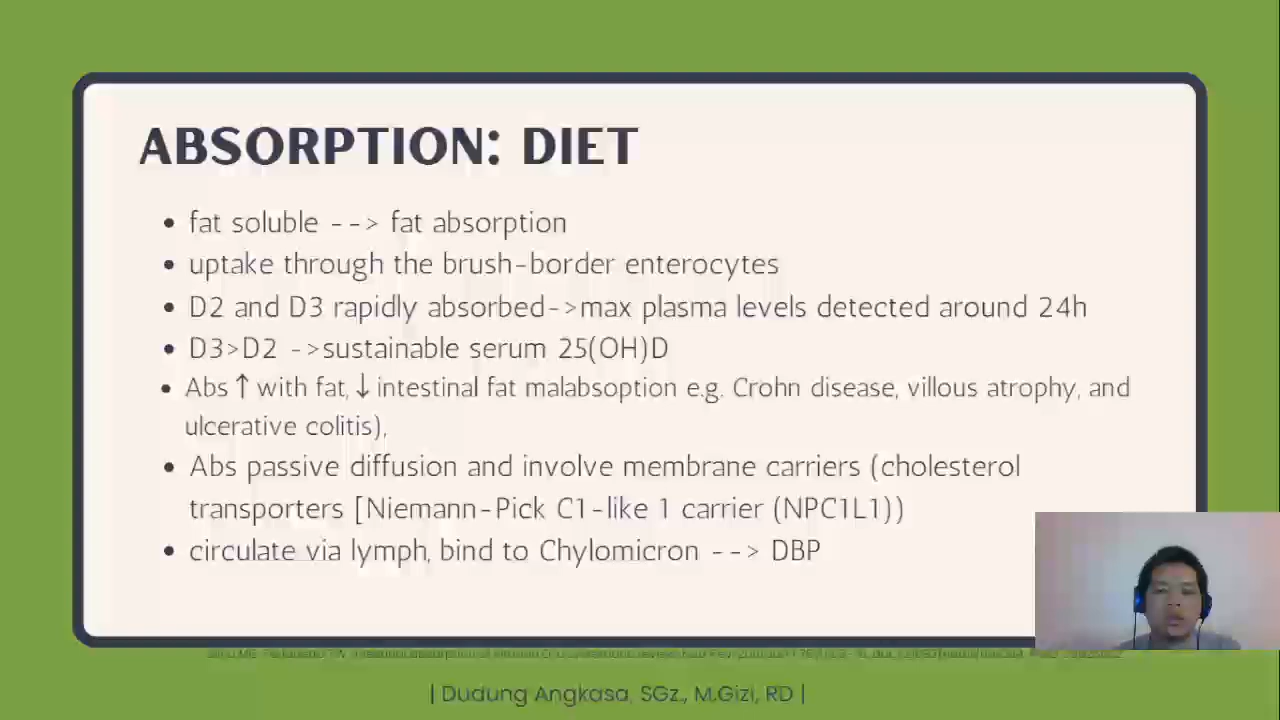 ABSORPTION: DIET
• fat soluble --> fat absorption
• uptake through the brush-border enterocytes
• D2 and D3 rapidly absorbed->max plasma levels detected around 24h
• D3>D2 ->sustainable serum 25(OH)D
• Abs↑ with fat,↓intestinal fat malabsoption e.g. Crohn disease, villous atrophy, and
ulcerative colitis),
• Abs passive diffusion and involve membrane carriers (cholesterol
transporters [Niemann-Pick C1-like 1 carrier (NPC1L1))
• circulate via lymph, bind to Chylomicron --> DBP
| Dudung Angkasa, SGz., M.Gizi, RD |